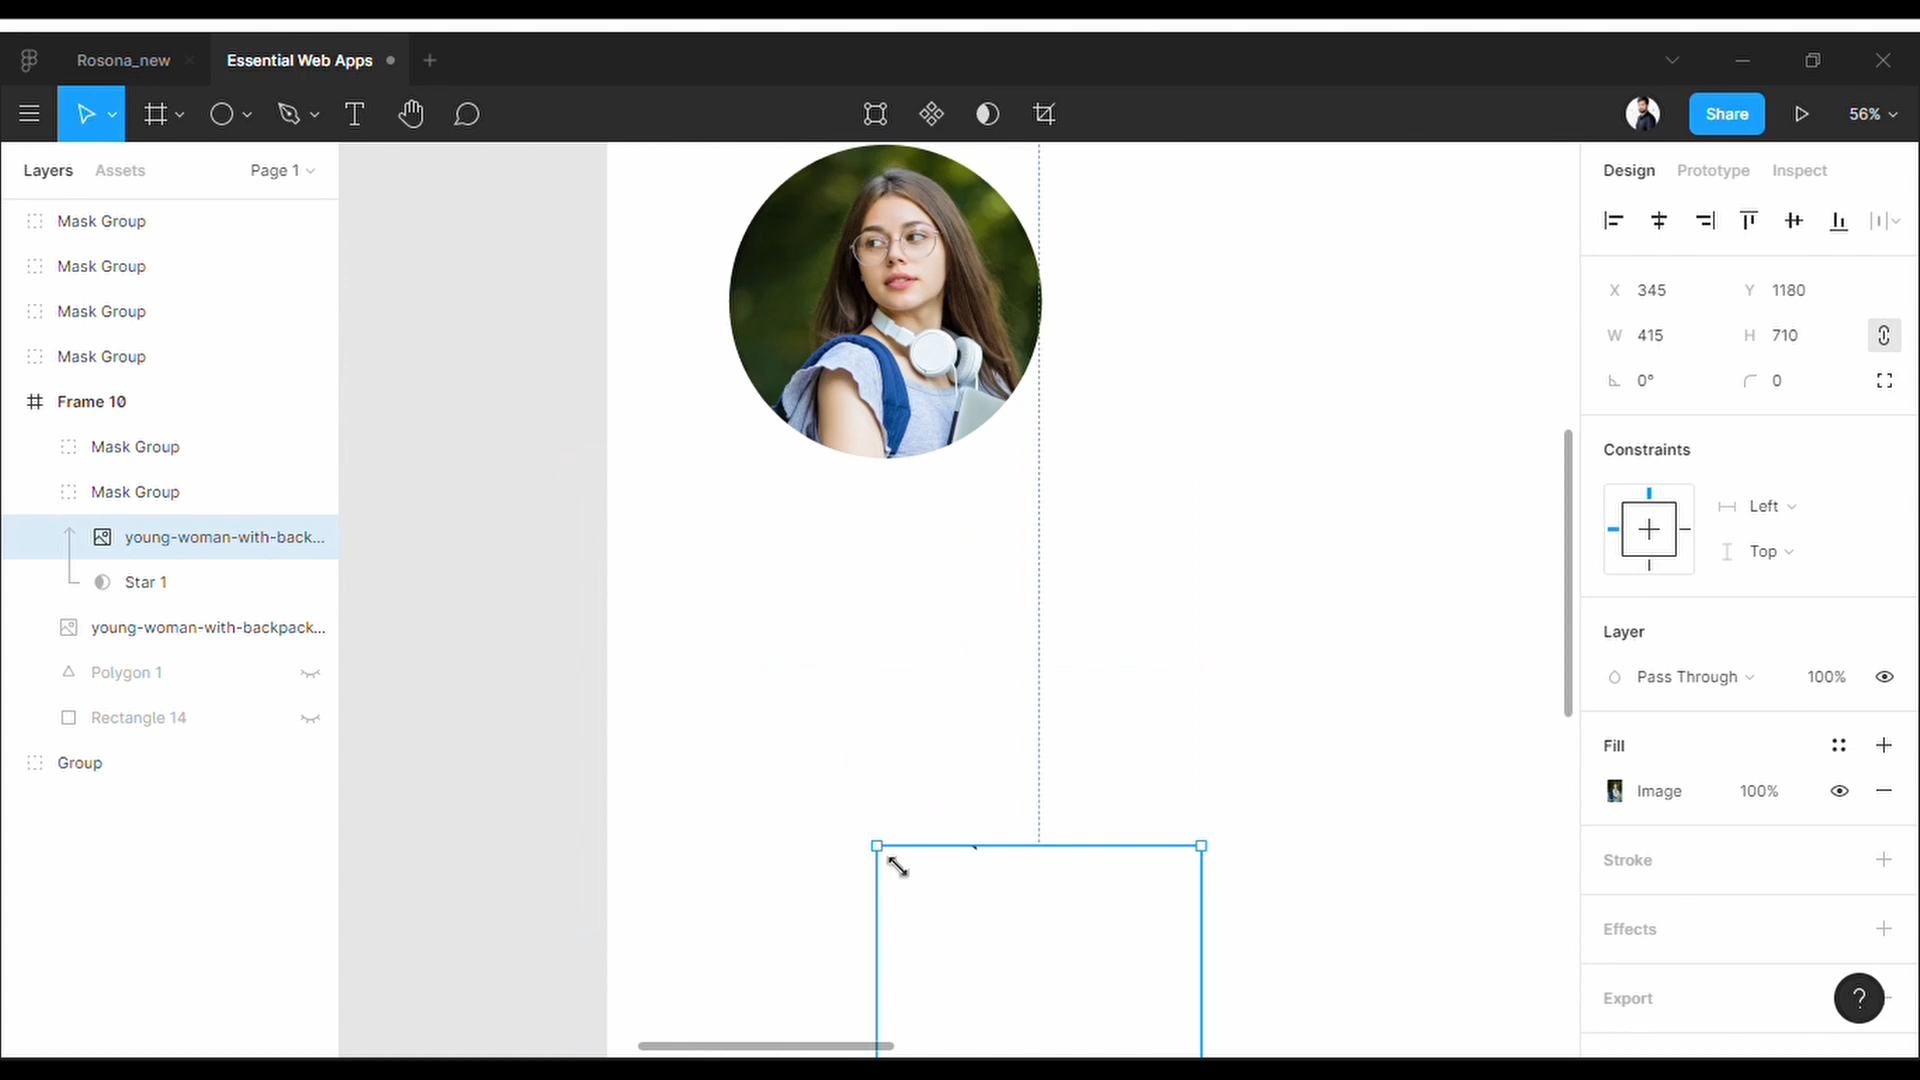 Rosona_new
Essential Web Apps
Share
56%
Layers
Assets
Page 1
Design
Prototype
Inspect
Mask Group
Mask Group
Mask Group
Mask Group
Frame 10
Mask Group
Mask Group
young-woman-with-back...
Star 1
young-woman-with-backpack...
Polygon 1
Rectangle 14
Group
X 345 Y 1180
W 415 H 710
0° 0
Constraints
Left
Top
Layer
Pass Through 100%
Fill
Image 100%
Stroke
Effects
Export
?